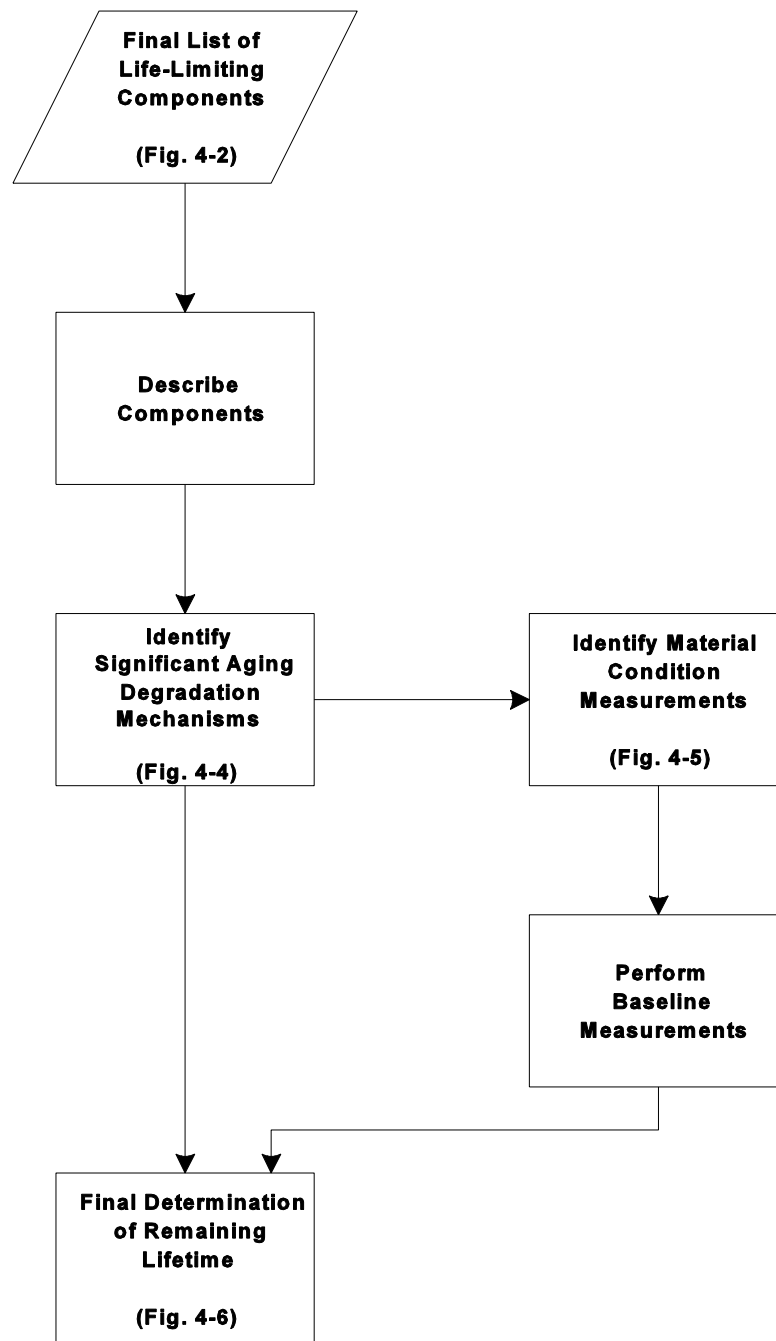 Final List of
Life-Limiting
Components
(Fig. 4-2)
Describe
Components
Identify
Significant Aging
Degradation
Mechanisms
(Fig. 4-4)
Identify Material
Condition
Measurements
(Fig. 4-5)
Perform
Baseline
Measurements
Final Determination
of Remaining
Lifetime
(Fig. 4-6)